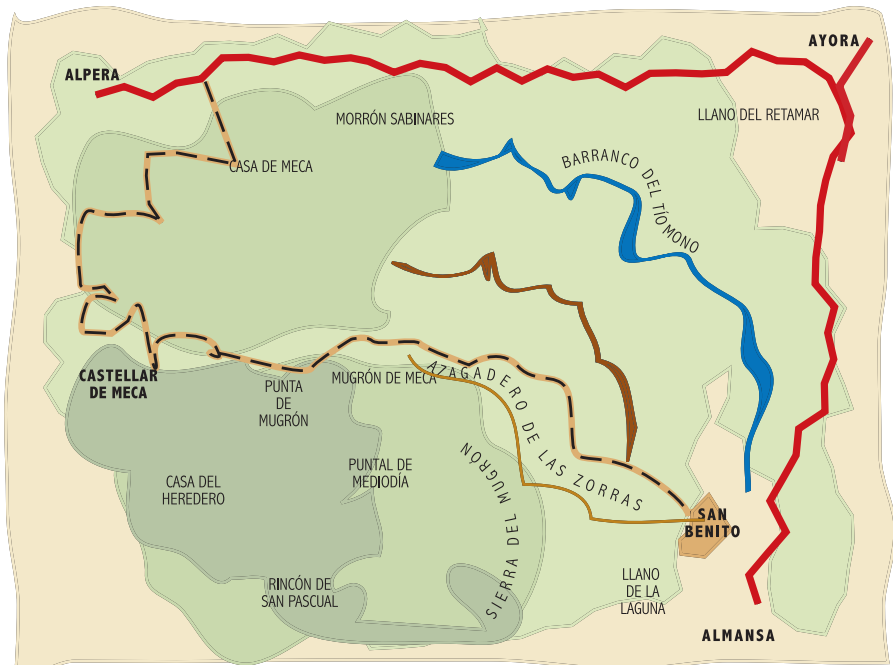 AYORA
ALPERA
MORRÓN SABINARES
LLANO DEL RETAMAR
CASA DE MECA
BARRANCO DEL TÍO MONO
CASTELLAR
DE MECA
PUNTA
DE
MUGRÓN
MUGRÓN DE MECA
AZAGADERO DE LAS ZORRAS
CASA DEL
HEREDERO
PUNTAL DE
MEDIODÍA
SIERRA DEL MUGRÓN
SAN
BENITO
RINCÓN DE
SAN PASCUAL
LLANO
DE LA
LAGUNA
ALMANSA